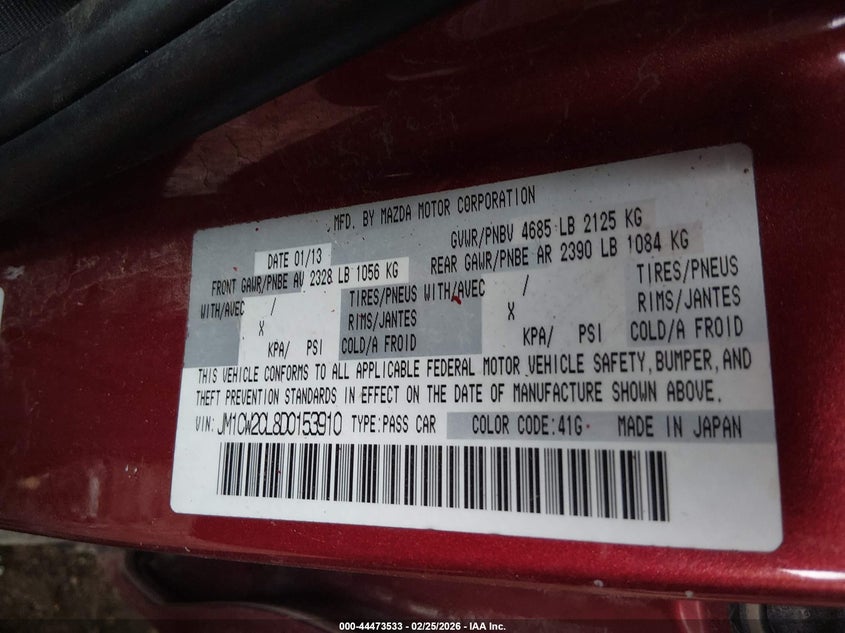 MFD. BY MAZDA MOTOR CORPORATION
DATE 01/13 GVWR/PNBV 4685 LB 2125 KG
FRONT GAWR/PNBE AV 2328 LB 1056 KG REAR GAWR/PNBE AR 2390 LB 1084 KG
WITH/AVEC / TIRES/PNEUS WITH/AVEC / TIRES/PNEUS
X RIMS/JANTES X RIMS/JANTES
KPA/ PSI COLD/A FROID KPA/ PSI COLD/A FROID
THIS VEHICLE CONFORMS TO ALL APPLICABLE FEDERAL MOTOR VEHICLE SAFETY, BUMPER, AND
THEFT PREVENTION STANDARDS IN EFFECT ON THE DATE OF MANUFACTURE SHOWN ABOVE.
VIN: JM1CW2CL8D0153910 TYPE:PASS CAR COLOR CODE:41G MADE IN JAPAN
000-44473533 - 02/25/2026 - IAA Inc.